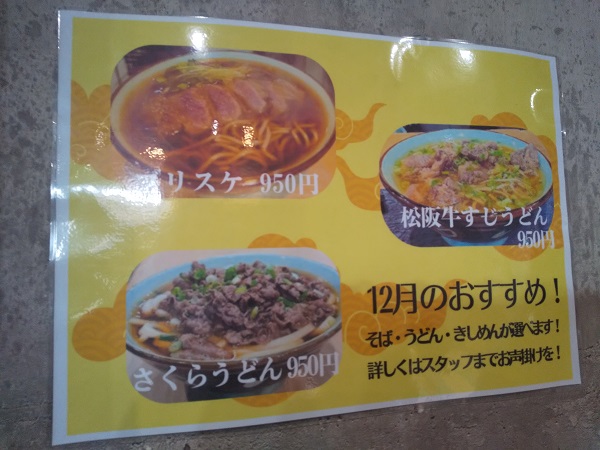 リスケ 950円
松阪牛すじうどん
950円
さくらうどん 950円
12月のおすすめ!
そば・うどん・きしめんが選べます!
詳しくはスタッフまでお声掛けを!